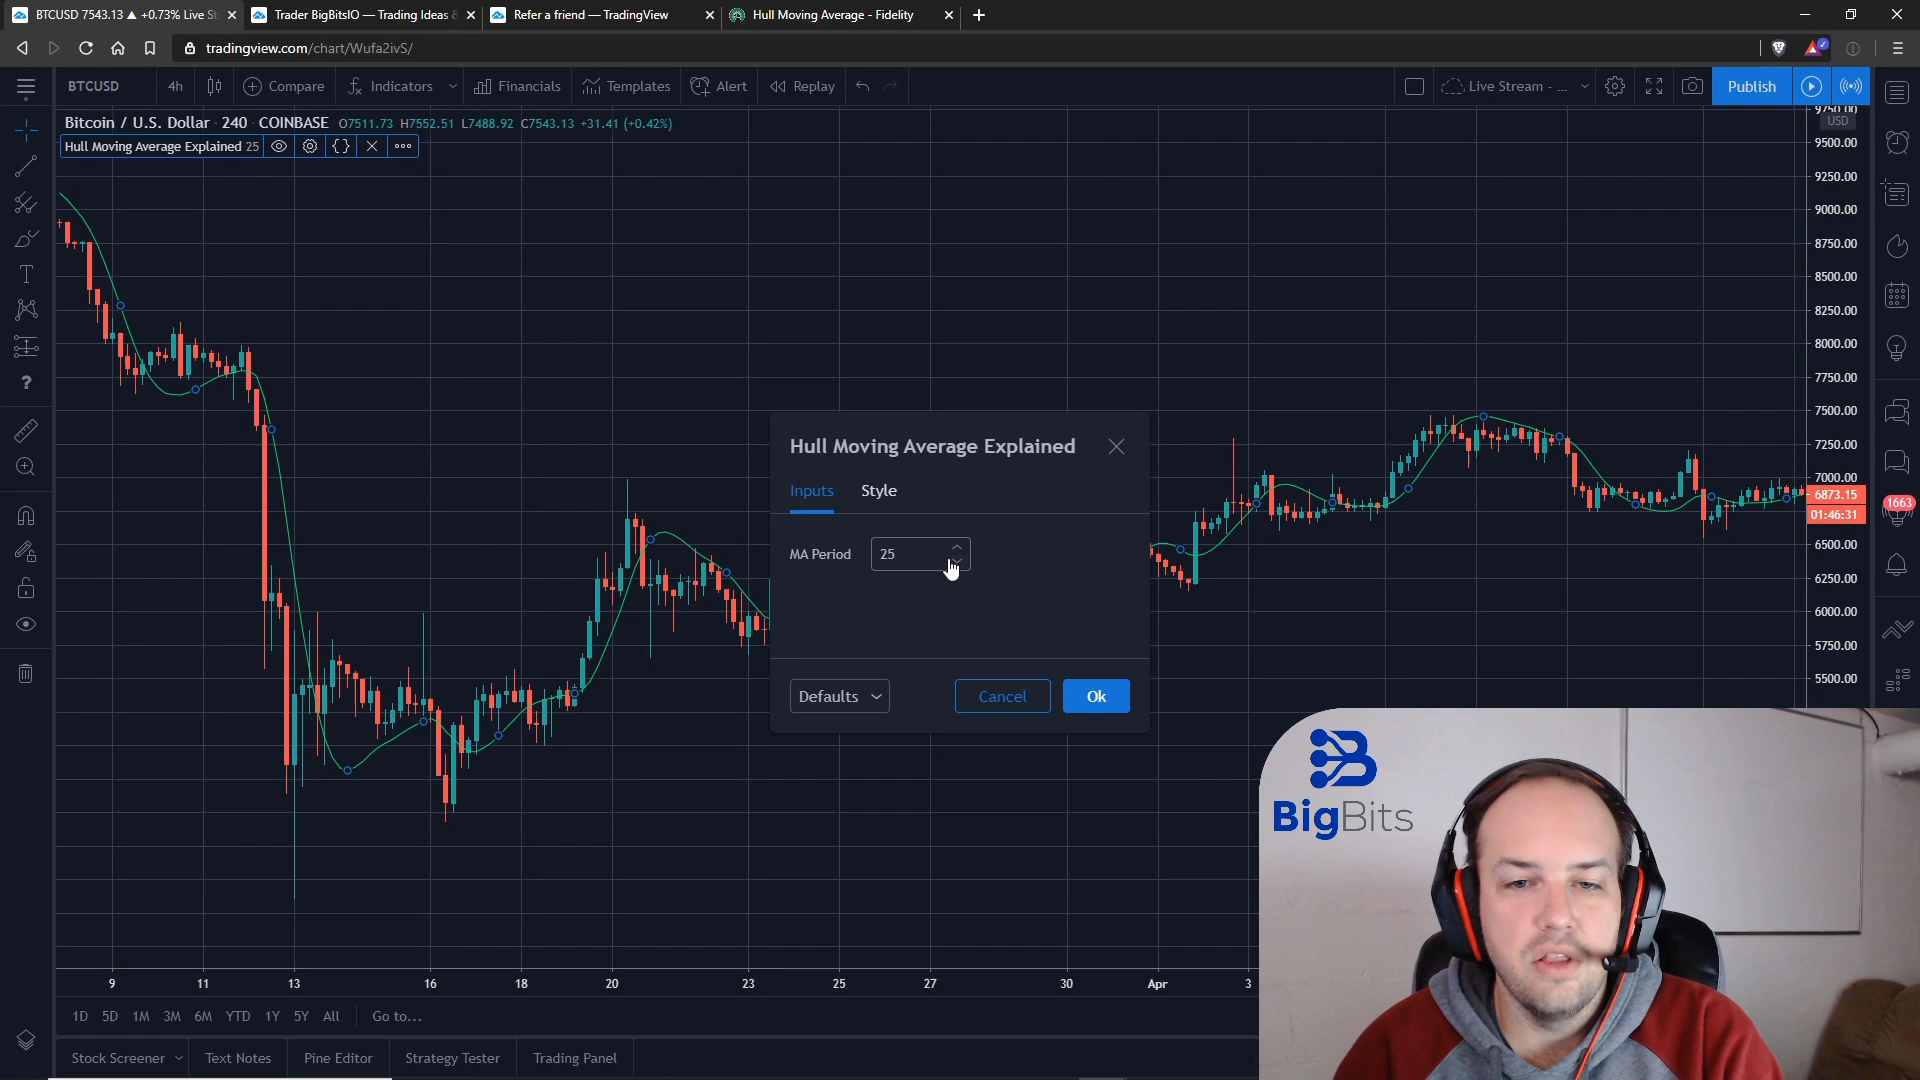 BTCUSD 7543.13 ▲ +0.73% Live St
Trader BigBitsIO — Trading Ideas &
Refer a friend — TradingView
Hull Moving Average - Fidelity
tradingview.com/chart/Wufa2ivS/
BTCUSD 4h Compare Indicators Financials Templates Alert Replay Live Stream - ... Publish
Bitcoin / U.S. Dollar 240 COINBASE O7511.73 H7552.51 L7488.92 C7543.13 +31.41 (+0.42%)
Hull Moving Average Explained 25
9750.00
USD
9500.00
9250.00
9000.00
8750.00
8500.00
8250.00
8000.00
7750.00
7500.00
7250.00
7000.00
6873.15
01:46:31
6500.00
6250.00
6000.00
5750.00
5500.00
1663
Hull Moving Average Explained
Inputs Style
MA Period 25
Defaults Cancel Ok
BigBits
9 11 13 16 18 20 23 25 27 30 Apr 3
1D 5D 1M 3M 6M YTD 1Y 5Y All Go to...
Stock Screener Text Notes Pine Editor Strategy Tester Trading Panel